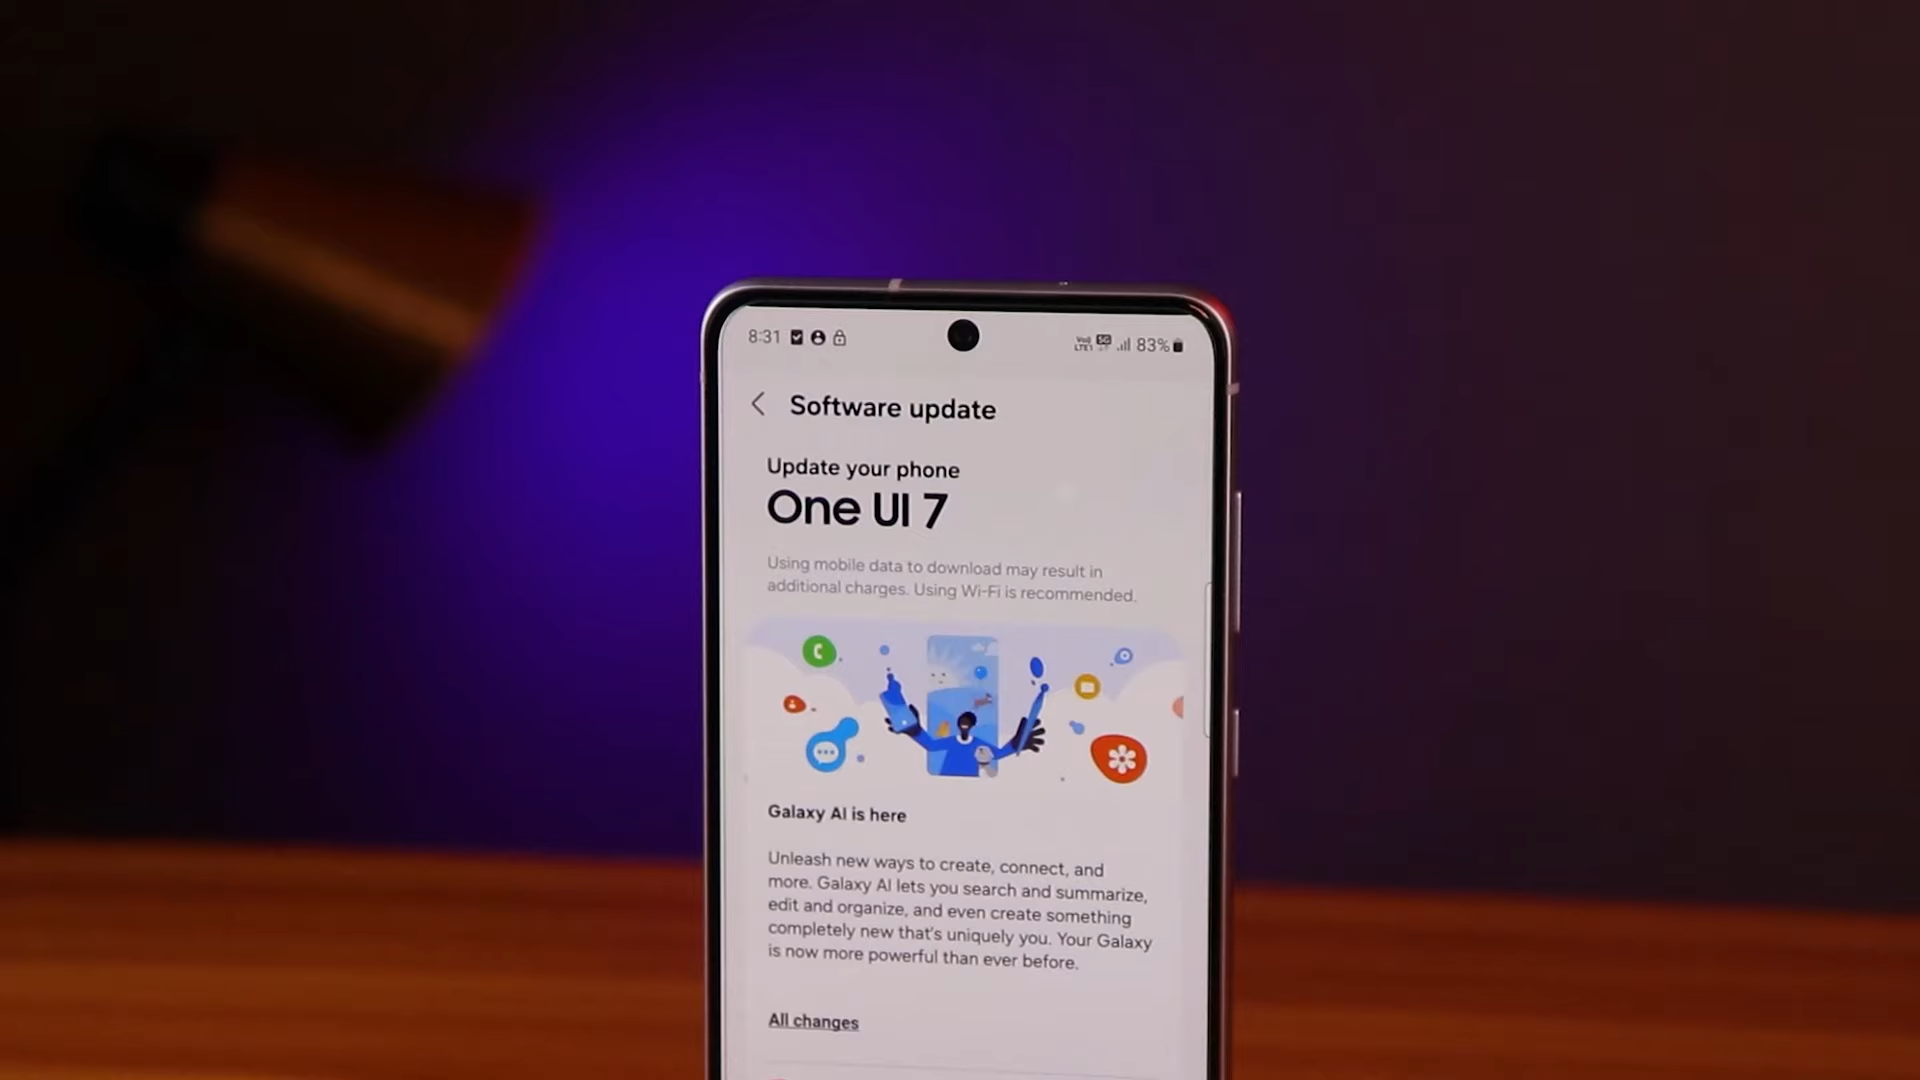 8:31 83%
Software update
Update your phone
One UI 7
Using mobile data to download may result in
additional charges. Using Wi-Fi is recommended.
Galaxy AI is here
Unleash new ways to create, connect, and
more. Galaxy AI lets you search and summarize,
edit and organize, and even create something
completely new that's uniquely you. Your Galaxy
is now more powerful than ever before.
All changes